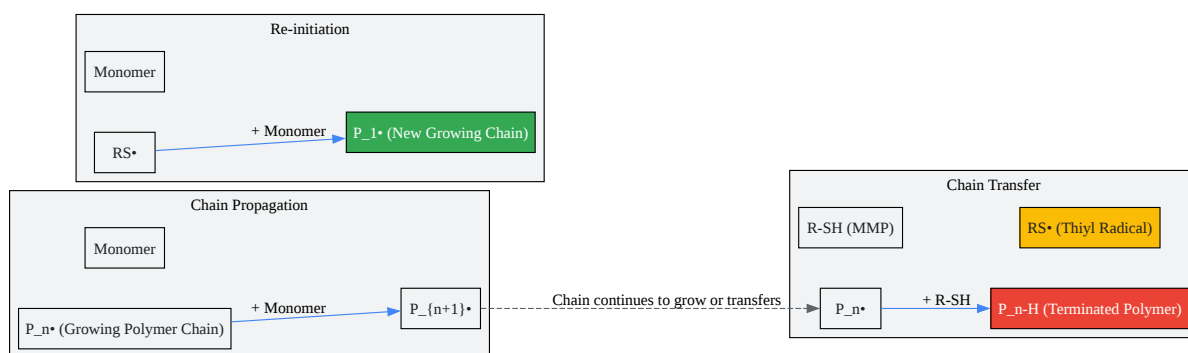 Re-initiation
Monomer
RS•
+ Monomer
P_1• (New Growing Chain)
Chain Propagation
Monomer
P_n• (Growing Polymer Chain)
+ Monomer
P_{n+1}•
Chain continues to grow or transfers
Chain Transfer
R-SH (MMP)
RS• (Thiyl Radical)
P_n•
+ R-SH
P_n-H (Terminated Polymer)